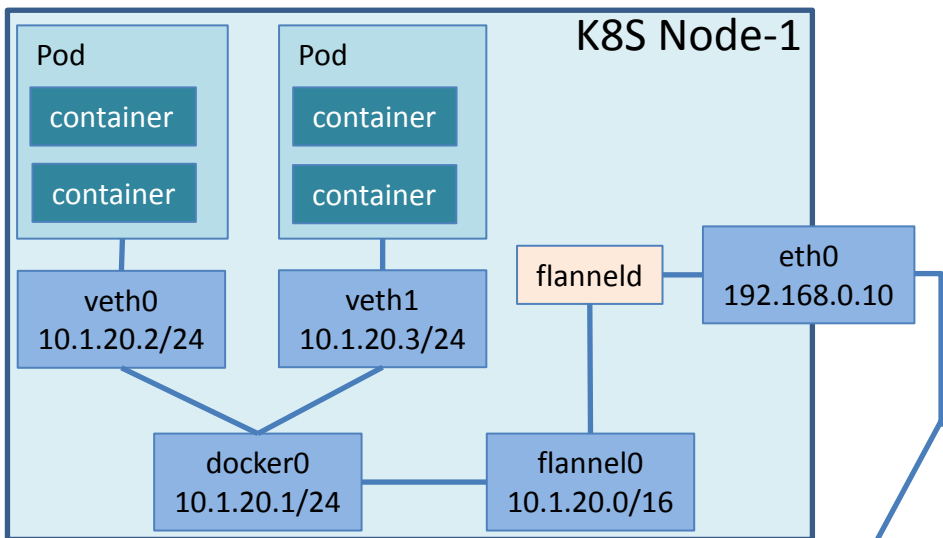 K8S Node-1
Pod
container
container
Pod
container
container
veth0
10.1.20.2/24
veth1
10.1.20.3/24
flanneld
eth0
192.168.0.10
docker0
10.1.20.1/24
flannel0
10.1.20.0/16